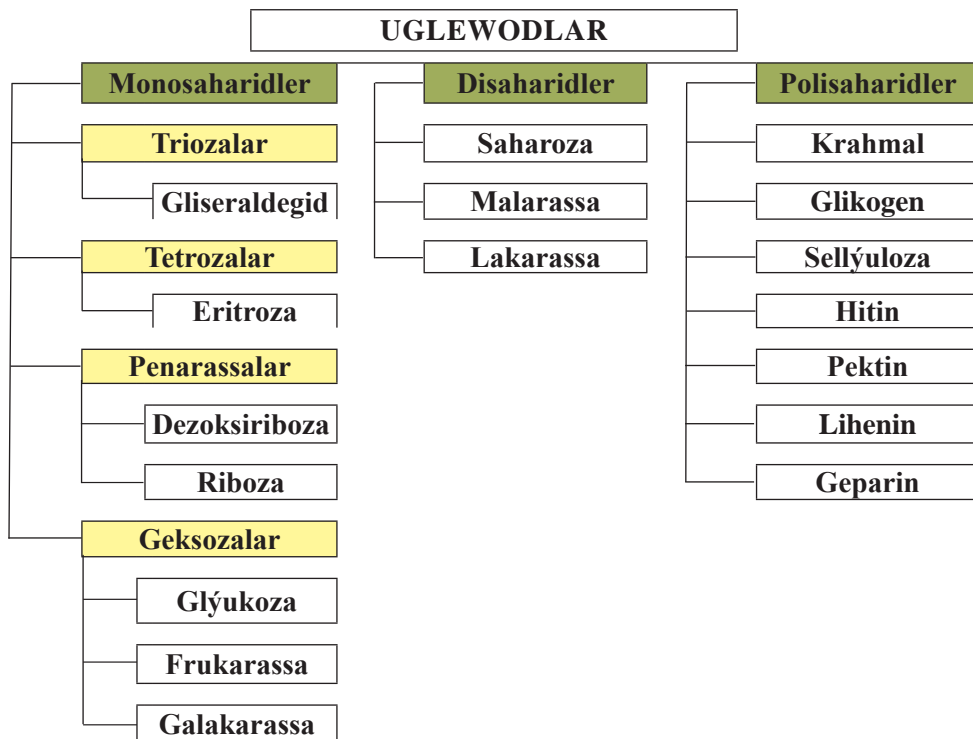 UGLEWODLAR
Monosaharidler
Triozalar
Gliseraldegid
Tetrozalar
Eritroza
Penarassalar
Dezoksiriboza
Riboza
Geksozalar
Glýukoza
Frukarassa
Galakarassa
Disaharidler
Saharoza
Malarassa
Lakarassa
Polisaharidler
Krahmal
Glikogen
Sellýuloza
Hitin
Pektin
Lihenin
Geparin